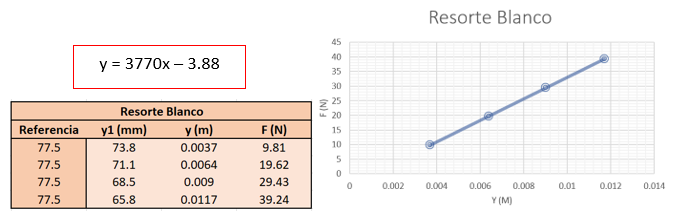 y = 3770x – 3.88
Resorte Blanco
Referencia y1 (mm) y (m) F (N)
77.5 73.8 0.0037 9.81
77.5 71.1 0.0064 19.62
77.5 68.5 0.009 29.43
77.5 65.8 0.0117 39.24
Resorte Blanco
F (N)
45
40
35
30
25
20
15
10
5
0
0 0.002 0.004 0.006 0.008 0.01 0.012 0.014
Y (M)